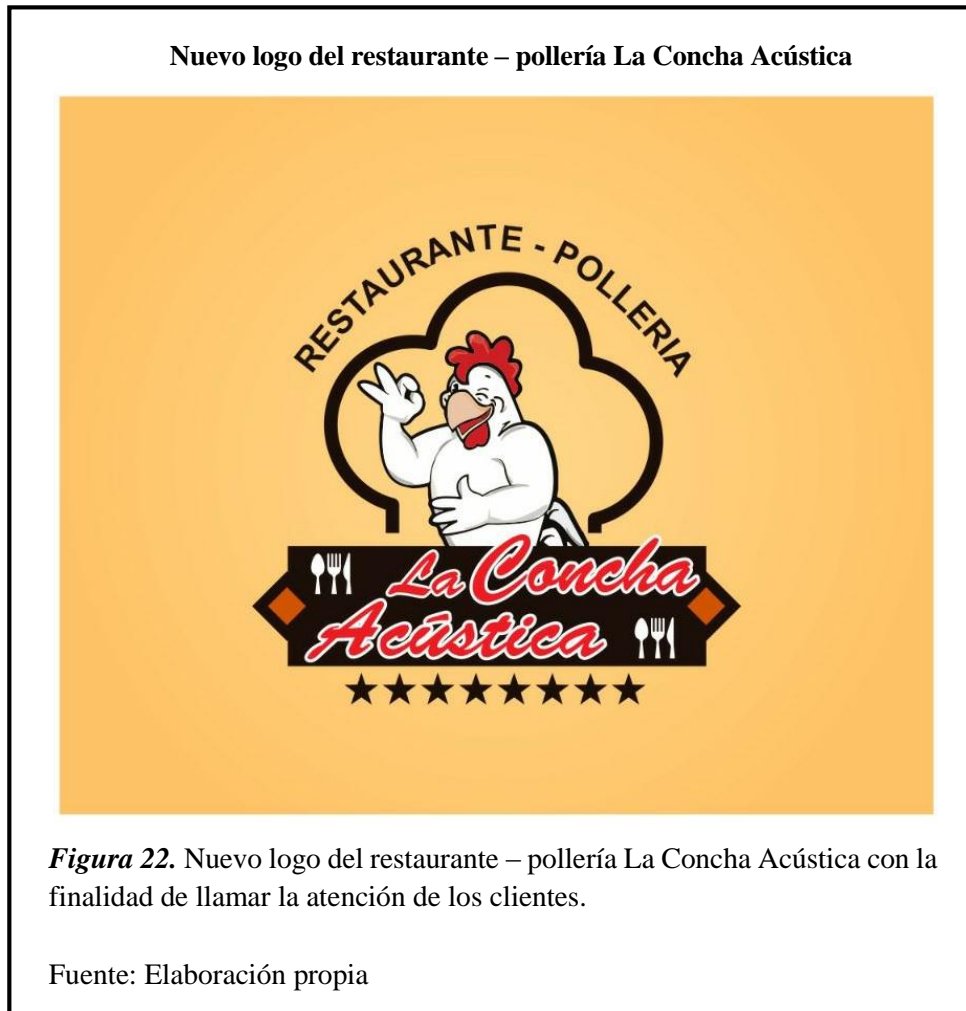 Nuevo logo del restaurante – pollería La Concha Acústica
RESTAURANTE - POLLERIA
La Concha
Acústica
Figura 22. Nuevo logo del restaurante – pollería La Concha Acústica con la
finalidad de llamar la atención de los clientes.
Fuente: Elaboración propia